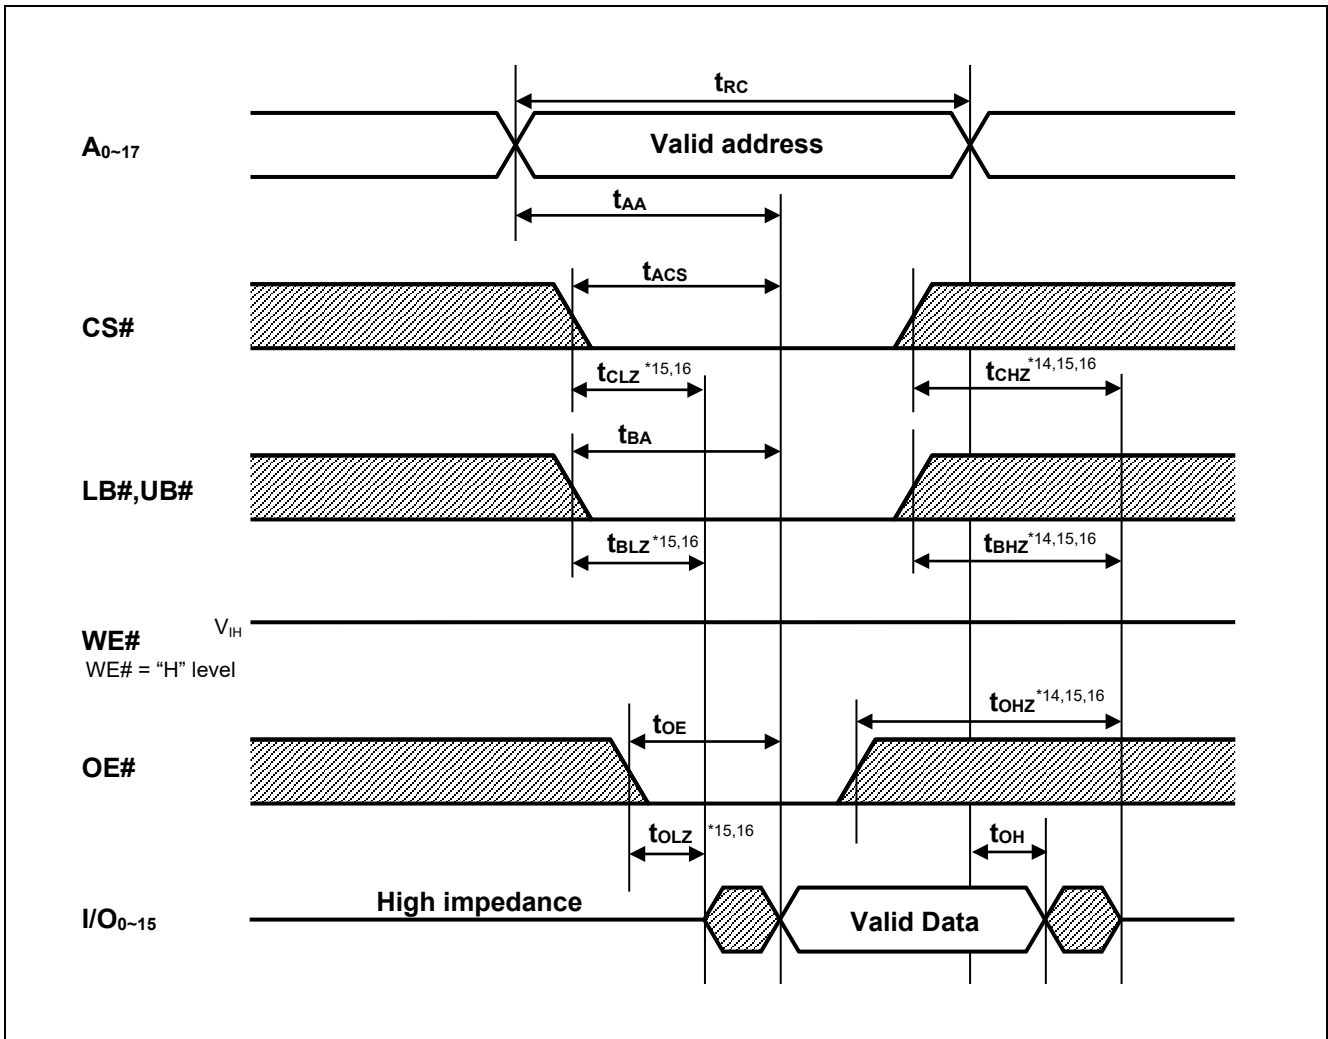 tRC
A0~17
Valid address
tAA
tACS
CS#
tCLZ *15,16
tCHZ*14,15,16
tBA
LB#,UB#
tBLZ *15,16
tBHZ*14,15,16
WE#
VIH
WE# = “H” level
tOHZ*14,15,16
tOE
OE#
tOLZ *15,16
tOH
High impedance
I/O0~15
Valid Data